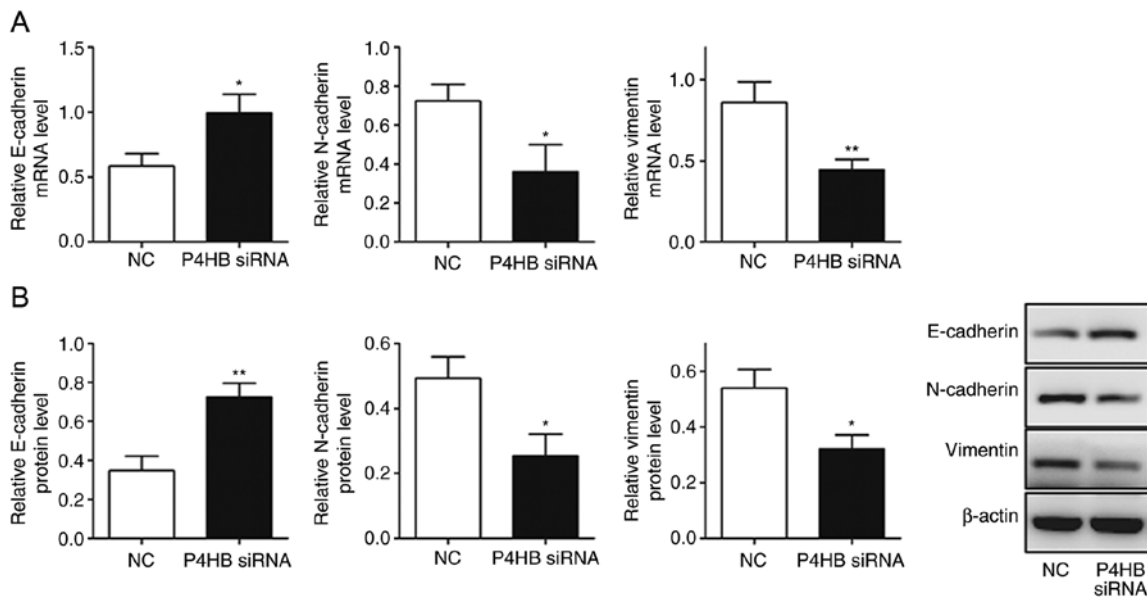 A
Relative E-cadherin
mRNA level
1.5
1.0
0.5
0.0
*
NC
P4HB siRNA
Relative N-cadherin
mRNA level
1.0
0.8
0.6
0.4
0.2
0.0
*
NC
P4HB siRNA
Relative vimentin
mRNA level
1.0
0.5
0.0
**
NC
P4HB siRNA
B
Relative E-cadherin
protein level
1.0
0.8
0.6
0.4
0.2
0.0
**
NC
P4HB siRNA
Relative N-cadherin
protein level
0.6
0.4
0.2
0.0
*
NC
P4HB siRNA
Relative vimentin
protein level
0.6
0.4
0.2
0.0
*
NC
P4HB siRNA
E-cadherin
N-cadherin
Vimentin
β-actin
NC
P4HB
siRNA